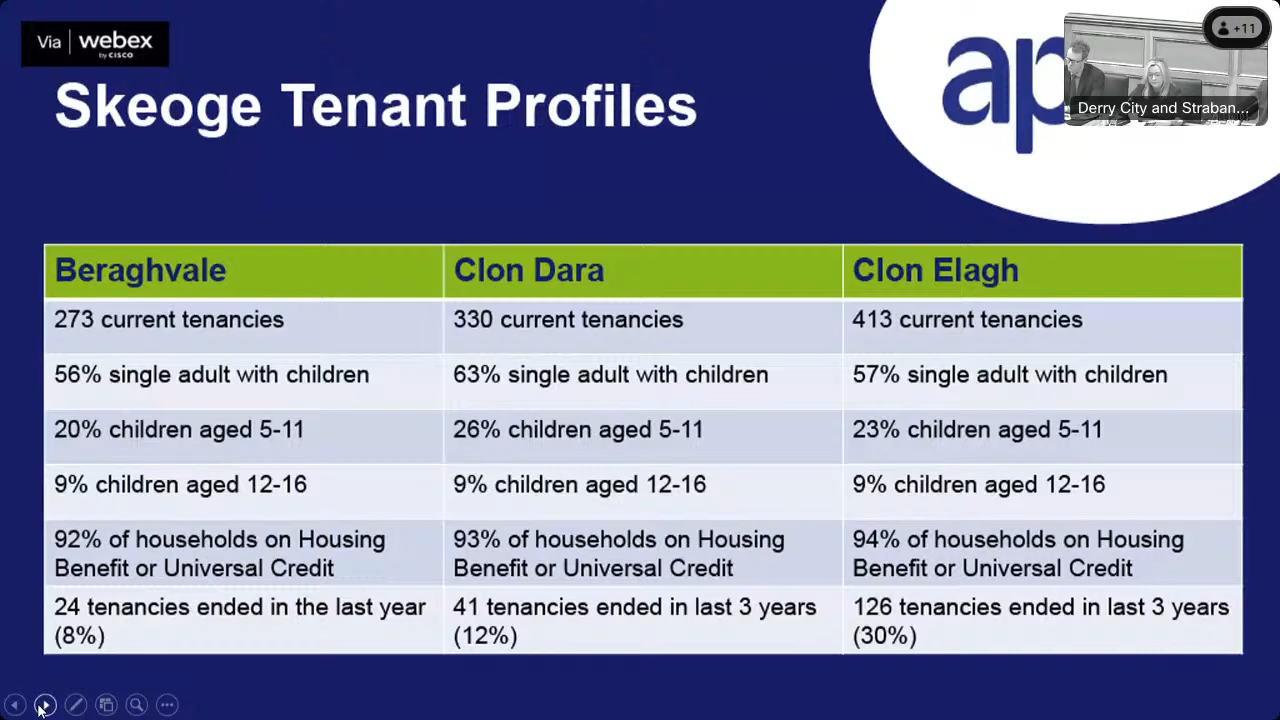 Via webex
by CISCO
+11
Skeoge Tenant Profiles
ap
Derry City and Straban...
Beraghvale
Clon Dara
Clon Elagh
273 current tenancies
330 current tenancies
413 current tenancies
56% single adult with children
63% single adult with children
57% single adult with children
20% children aged 5-11
26% children aged 5-11
23% children aged 5-11
9% children aged 12-16
9% children aged 12-16
9% children aged 12-16
92% of households on Housing
Benefit or Universal Credit
93% of households on Housing
Benefit or Universal Credit
94% of households on Housing
Benefit or Universal Credit
24 tenancies ended in the last year
(8%)
41 tenancies ended in last 3 years
(12%)
126 tenancies ended in last 3 years
(30%)